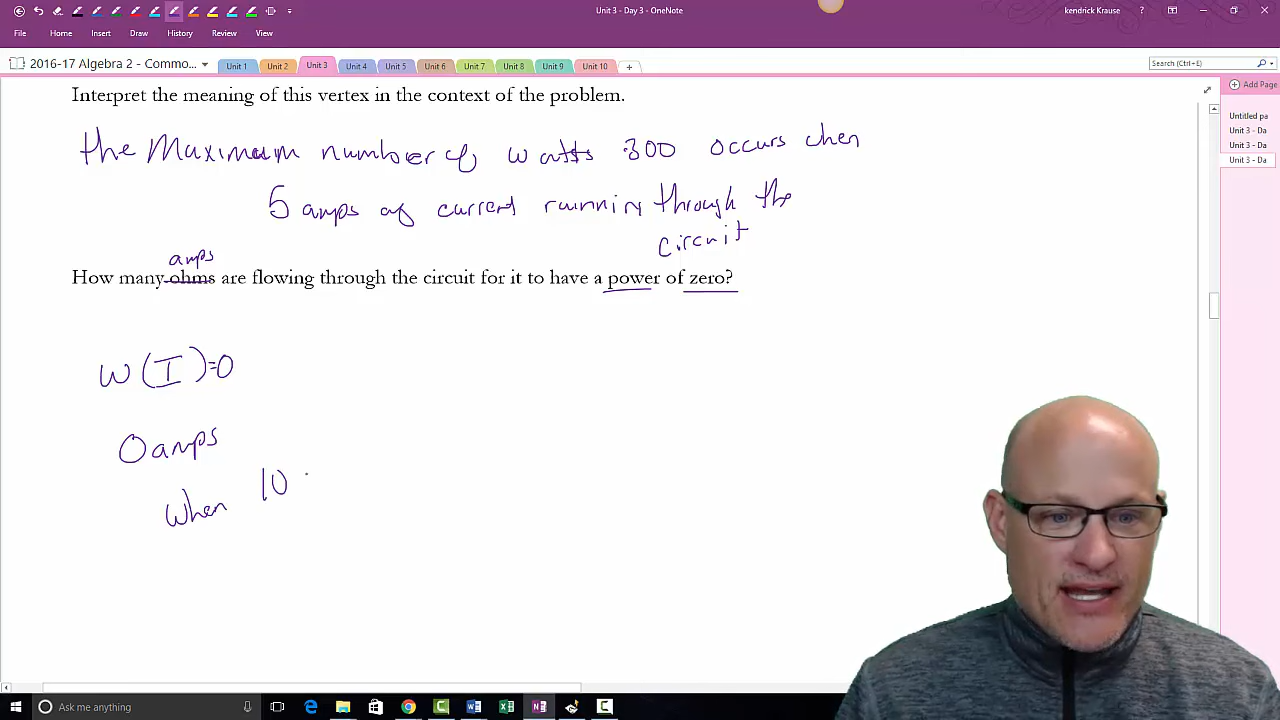 Unit 3 - Day 3 - OneNote
kendrick Krause
?
File Home Insert Draw History Review View
2016-17 Algebra 2 - Commo...
Unit 1 Unit 2 Unit 3 Unit 4 Unit 5 Unit 6 Unit 7 Unit 8 Unit 9 Unit 10 +
Search (Ctrl+E)
Add Page
Untitled pa
Unit 3 - Da
Unit 3 - Da
Unit 3 - Da
Interpret the meaning of this vertex in the context of the problem.
the Maximum number of watts 300 occurs when
5 amps of current running through the
circuit
amps
How many ohms are flowing through the circuit for it to have a power of zero?
W(I)=0
0 amps
when 10
Ask me anything